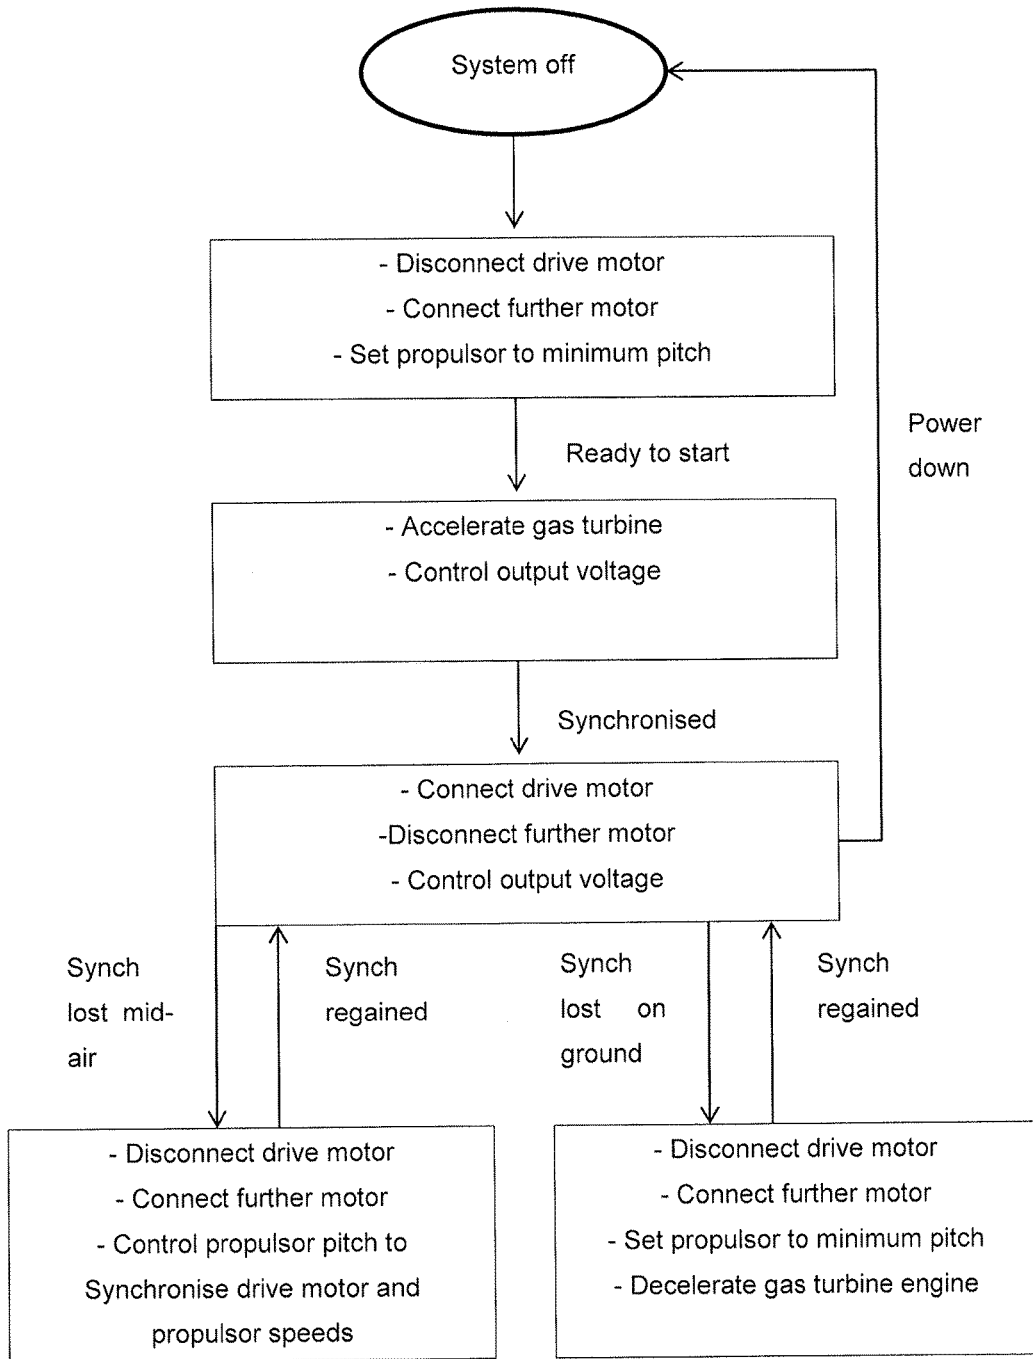 System off
- Disconnect drive motor
- Connect further motor
- Set propulsor to minimum pitch
Power
down
Ready to start
- Accelerate gas turbine
- Control output voltage
Synchronised
- Connect drive motor
-Disconnect further motor
- Control output voltage
Synch
lost mid-
air
Synch
regained
Synch
lost on
ground
Synch
regained
- Disconnect drive motor
- Connect further motor
- Control propulsor pitch to
Synchronise drive motor and
propulsor speeds
- Disconnect drive motor
- Connect further motor
- Set propulsor to minimum pitch
- Decelerate gas turbine engine